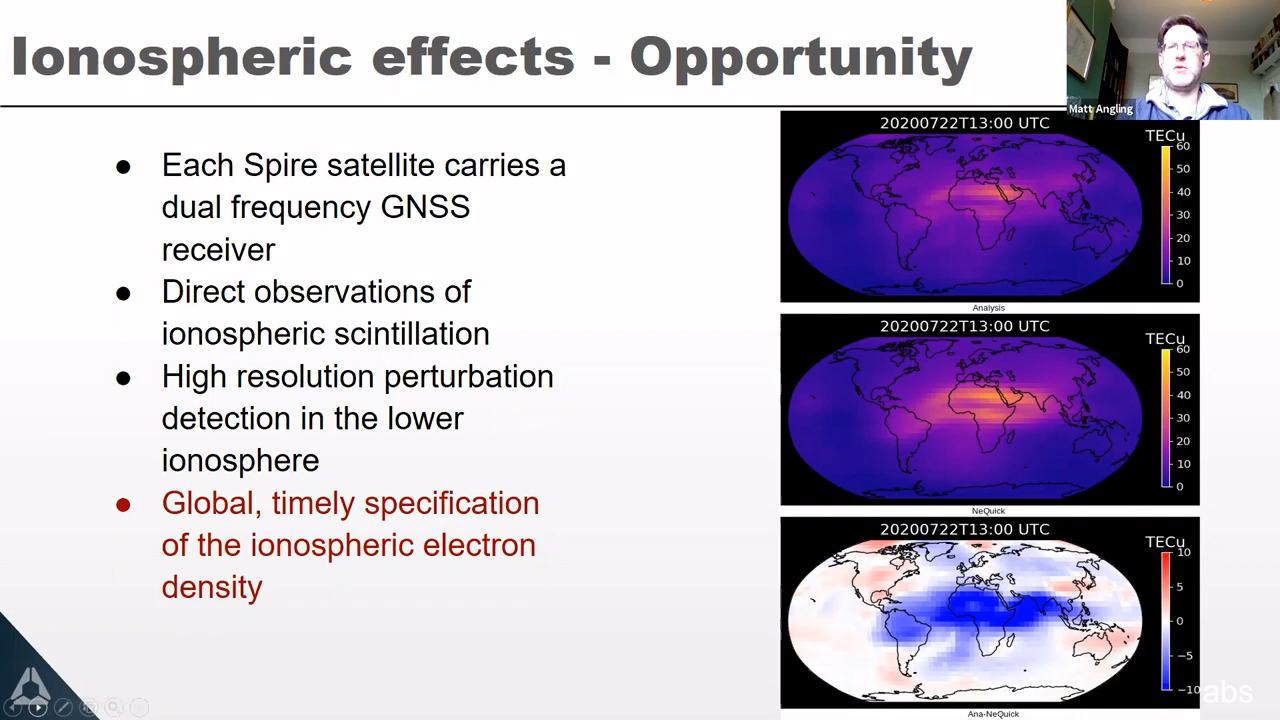 Ionospheric effects - Opportunity
Matt Angling
Each Spire satellite carries a
dual frequency GNSS
receiver
Direct observations of
ionospheric scintillation
High resolution perturbation
detection in the lower
ionosphere
Global, timely specification
of the ionospheric electron
density
20200722T13:00 UTC
TECu
60
50
40
30
20
10
0
Analysis
20200722T13:00 UTC
TECu
60
50
40
30
20
10
0
NeQuick
20200722T13:00 UTC
TECu
10
5
0
−5
−10
Ana-NeQuick
abs